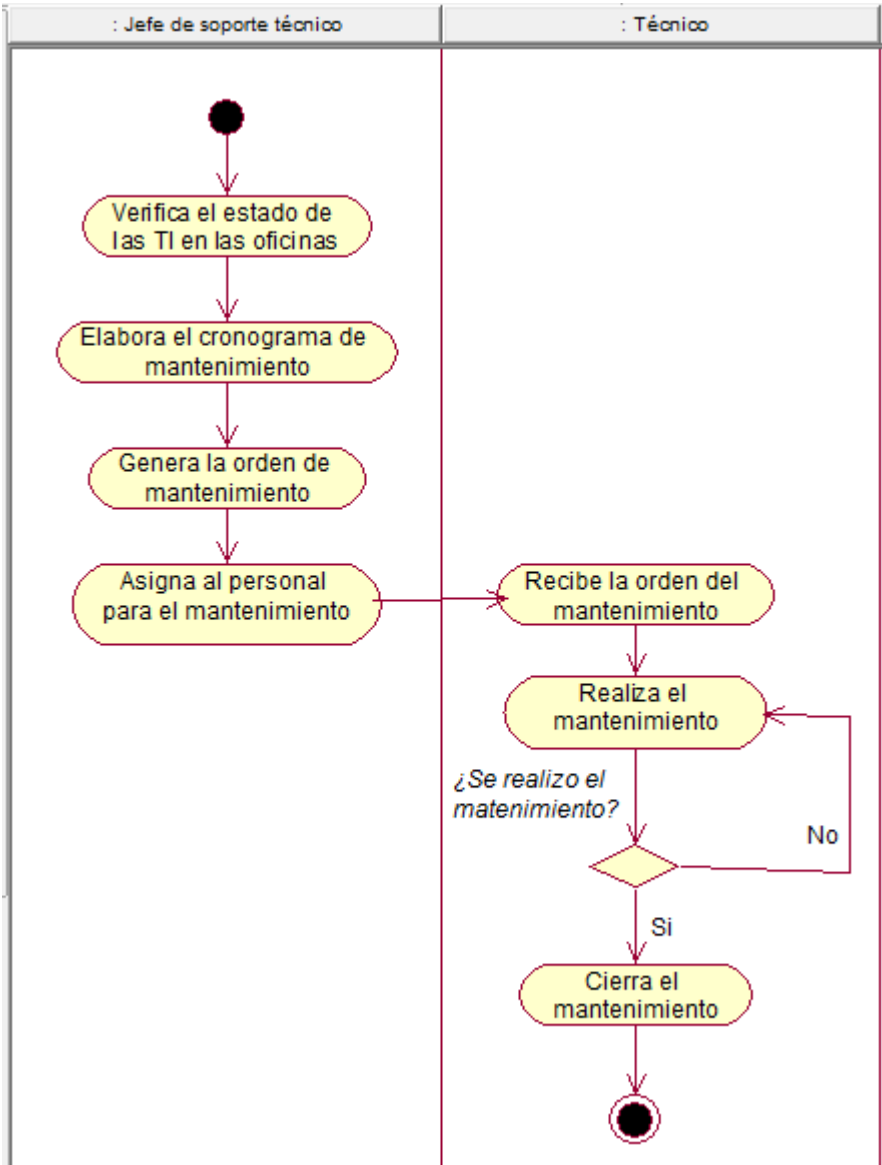 : Jefe de soporte técnico
: Técnico
Verifica el estado de
las TI en las oficinas
Elabora el cronograma de
mantenimiento
Genera la orden de
mantenimiento
Asigna al personal
para el mantenimiento
Recibe la orden del
mantenimiento
Realiza el
mantenimiento
¿Se realizo el
matenimiento?
No
Si
Cierra el
mantenimiento